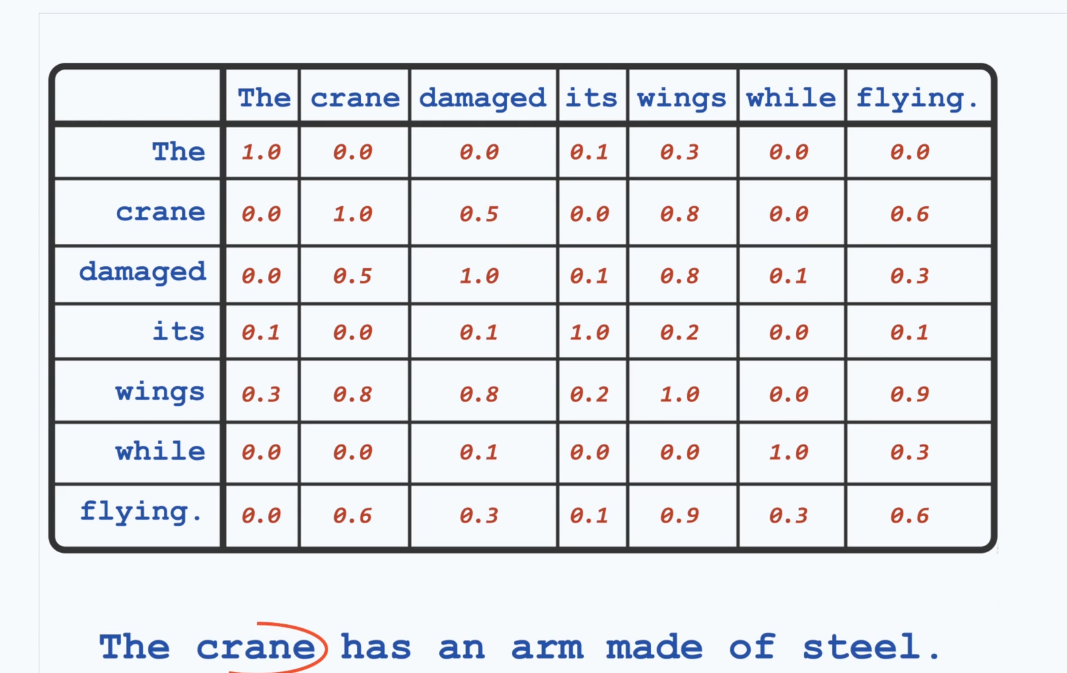 The crane damaged its wings while flying.
The 1.0 0.0 0.0 0.1 0.3 0.0 0.0
crane 0.0 1.0 0.5 0.0 0.8 0.0 0.6
damaged 0.0 0.5 1.0 0.1 0.8 0.1 0.3
its 0.1 0.0 0.1 1.0 0.2 0.0 0.1
wings 0.3 0.8 0.8 0.2 1.0 0.0 0.9
while 0.0 0.0 0.1 0.0 0.0 1.0 0.3
flying. 0.0 0.6 0.3 0.1 0.9 0.3 0.6
The crane has an arm made of steel.